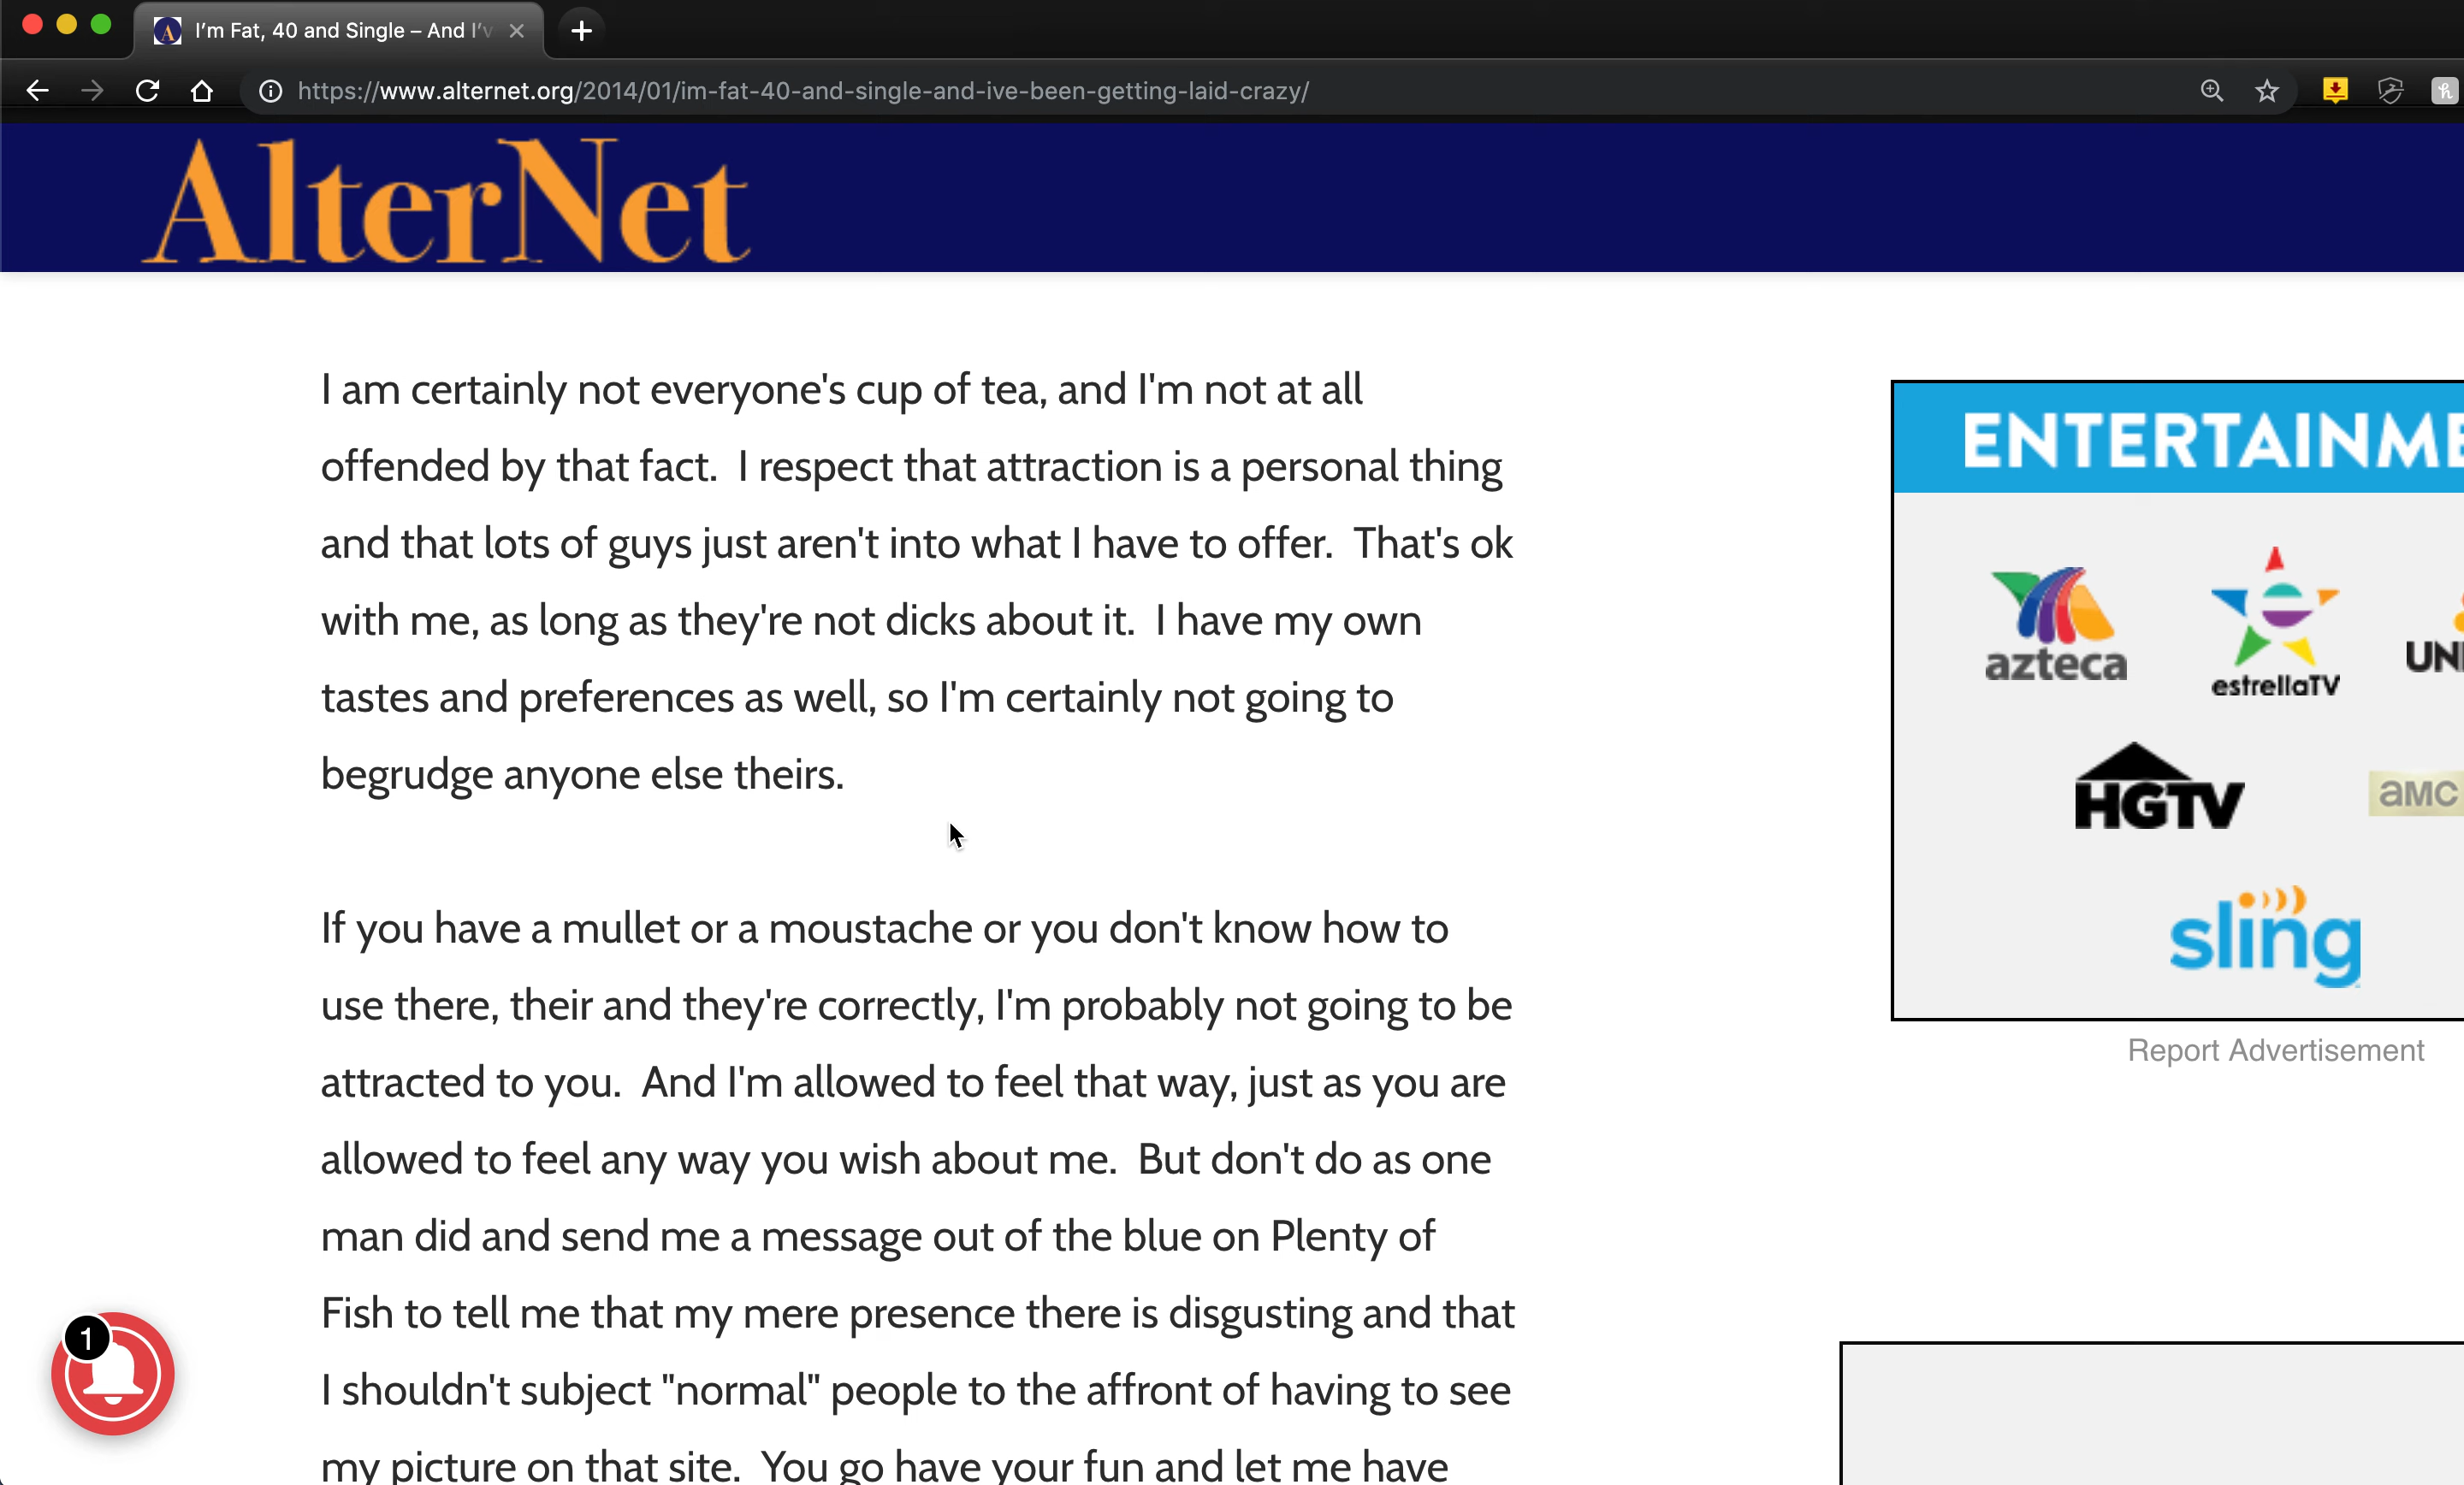 I'm Fat, 40 and Single – And I'v
https://www.alternet.org/2014/01/im-fat-40-and-single-and-ive-been-getting-laid-crazy/
AlterNet
I am certainly not everyone's cup of tea, and I'm not at all
offended by that fact.  I respect that attraction is a personal thing
and that lots of guys just aren't into what I have to offer.  That's ok
with me, as long as they're not dicks about it.  I have my own
tastes and preferences as well, so I'm certainly not going to
begrudge anyone else theirs.
If you have a mullet or a moustache or you don't know how to
use there, their and they're correctly, I'm probably not going to be
attracted to you.  And I'm allowed to feel that way, just as you are
allowed to feel any way you wish about me.  But don't do as one
man did and send me a message out of the blue on Plenty of
Fish to tell me that my mere presence there is disgusting and that
I shouldn't subject "normal" people to the affront of having to see
my picture on that site.  You go have your fun and let me have
1
ENTERTAINME
azteca
estrellaTV
UNI
HGTV
aMC
sling
Report Advertisement